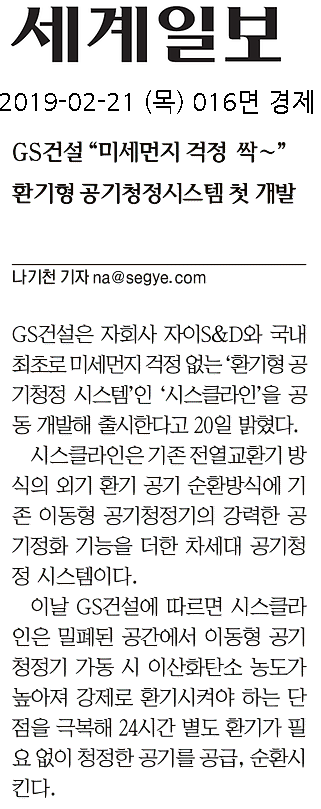 세계일보
2019-02-21 (목) 016면 경제
GS건설 “미세먼지 걱정 싹~”
환기형 공기청정시스템 첫 개발
나기천 기자 na@segye.com
GS건설은 자회사 자이S&D와 국내
최초로 미세먼지 걱정 없는 ‘환기형 공
기청정 시스템’인 ‘시스클라인’을 공
동 개발해 출시한다고 20일 밝혔다.
시스클라인은 기존 전열교환기 방
식의 외기 환기 공기 순환방식에 기
존 이동형 공기청정기의 강력한 공
기정화 기능을 더한 차세대 공기청
정 시스템이다.
이날 GS건설에 따르면 시스클라
인은 밀폐된 공간에서 이동형 공기
청정기 가동 시 이산화탄소 농도가
높아져 강제로 환기시켜야 하는 단
점을 극복해 24시간 별도 환기가 필
요 없이 청정한 공기를 공급, 순환시
킨다.